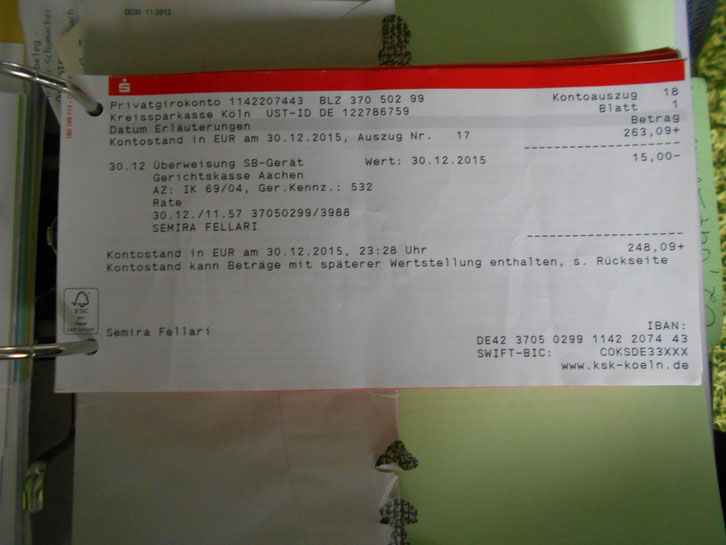 0030 11.2012
Schumacher
Privatgirokonto 1142207443 BLZ 370 502 99 Kontoauszug 18
Kreissparkasse Köln UST-ID DE 122786759 Blatt 1
Datum Erläuterungen Betrag
Kontostand in EUR am 30.12.2015, Auszug Nr. 17 263,09+
30.12 Überweisung SB-Gerät Wert: 30.12.2015 15,00-
Gerichtskasse Aachen
AZ: IK 69/04, Ger.Kennz.: 532
Rate
30.12./11.57 37050299/3988
SEMIRA FELLARI
Kontostand in EUR am 30.12.2015, 23:28 Uhr 248,09+
Kontostand kann Beträge mit späterer Wertstellung enthalten, s. Rückseite
FSC
Semira Fellari
IBAN:
DE42 3705 0299 1142 2074 43
SWIFT-BIC: COKSDE33XXX
www.ksk-koeln.de